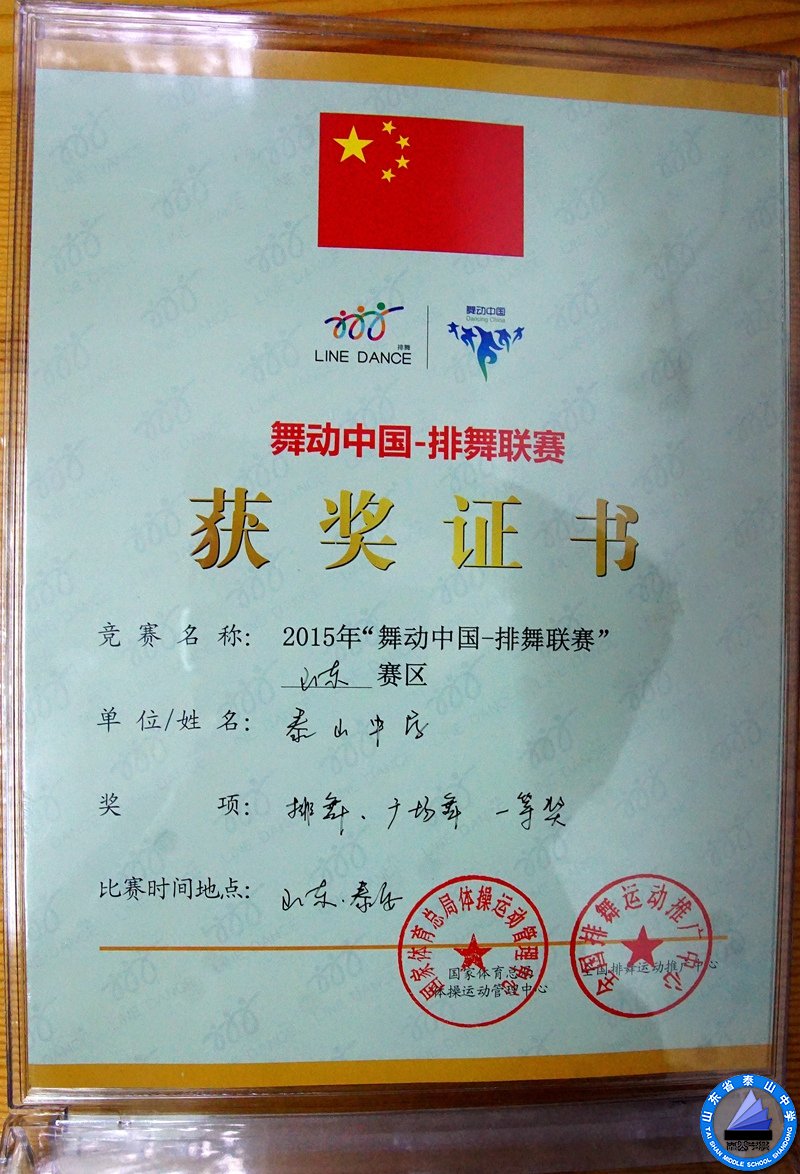 舞动中国
Dancing China
排舞
LINE DANCE
舞动中国-排舞联赛
获奖证书
竞赛名称: 2015年“舞动中国-排舞联赛”
山东 赛区
单位/姓名: 泰山中学
奖项: 排舞、广场舞 一等奖
比赛时间地点: 山东·泰安
国家体育总局体操运动管理中心
全国排舞运动推广中心
国家体育总局
体操运动管理中心
全国排舞运动推广中心
山东省泰山中学
TAI SHAN MIDDLE SCHOOL SHANDONG